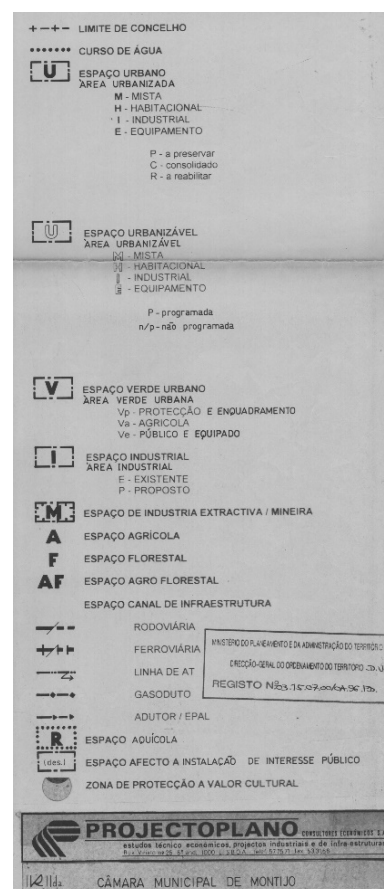 LIMITE DE CONCELHO
CURSO DE ÁGUA
U ESPAÇO URBANO
ÁREA URBANIZADA
M - MISTA
H - HABITACIONAL
I - INDUSTRIAL
E - EQUIPAMENTO
P - a preservar
C - consolidado
R - a reabilitar
U ESPAÇO URBANIZÁVEL
ÁREA URBANIZÁVEL
M - MISTA
H - HABITACIONAL
I - INDUSTRIAL
E - EQUIPAMENTO
P - programada
n/p - não programada
V ESPAÇO VERDE URBANO
ÁREA VERDE URBANA
Vp - PROTECÇÃO E ENQUADRAMENTO
Va - AGRICOLA
Ve - PÚBLICO E EQUIPADO
I ESPAÇO INDUSTRIAL
ÁREA INDUSTRIAL
E - EXISTENTE
P - PROPOSTO
M ESPAÇO DE INDUSTRIA EXTRACTIVA / MINEIRA
A ESPAÇO AGRÍCOLA
F ESPAÇO FLORESTAL
AF ESPAÇO AGRO FLORESTAL
ESPAÇO CANAL DE INFRAESTRUTURA
RODOVIÁRIA
FERROVIÁRIA
LINHA DE AT
GASODUTO
ADUTOR / EPAL
MINISTÉRIO DO PLANEAMENTO E DA ADMINISTRAÇÃO DO TERRITÓRIO
DIRECÇÃO-GERAL DO ORDENAMENTO DO TERRITÓRIO
REGISTO Nº
R ESPAÇO AQUÍCOLA
(des.) ESPAÇO AFECTO A INSTALAÇÃO DE INTERESSE PÚBLICO
ZONA DE PROTECÇÃO A VALOR CULTURAL
PROJECTOPLANO CONSULTORES ECONÓMICOS
estudos técnico económicos, projectos industriais e de infra-estruturas
CÂMARA MUNICIPAL DE MONTIJO